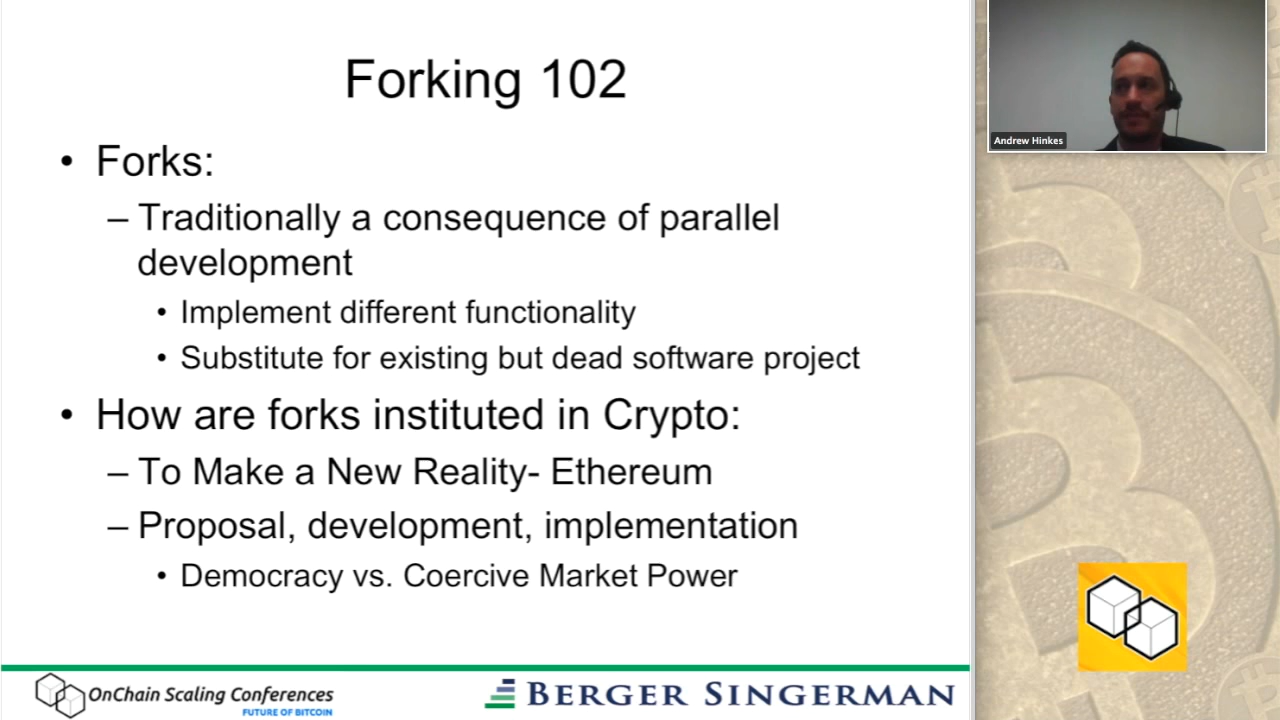 Forking 102
• Forks:
– Traditionally a consequence of parallel
development
• Implement different functionality
• Substitute for existing but dead software project
• How are forks instituted in Crypto:
– To Make a New Reality- Ethereum
– Proposal, development, implementation
• Democracy vs. Coercive Market Power
OnChain Scaling Conferences
FUTURE OF BITCOIN
BERGER SINGERMAN
Andrew Hinkes